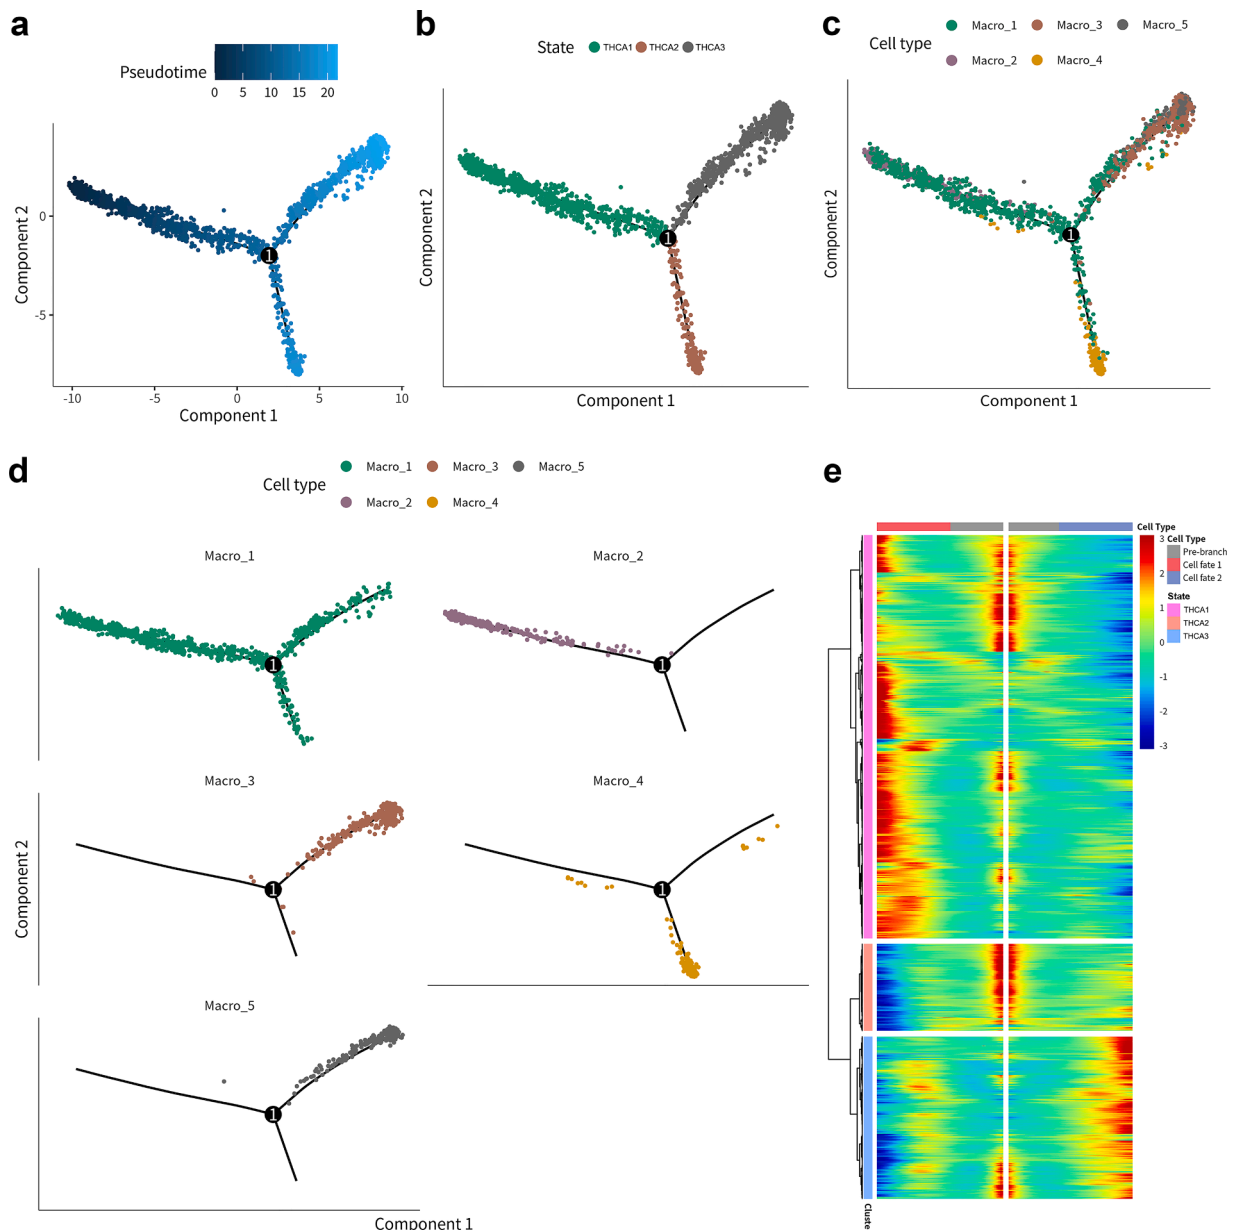 a
Pseudotime
0 5 10 15 20
Component 2
0
-5
1
-10 -5 0 5 10
Component 1
b
State THCA1 THCA2 THCA3
Component 2
1
Component 1
c
Cell type
Macro_1 Macro_3 Macro_5
Macro_2 Macro_4
Component 2
1
Component 1
d
Cell type
Macro_1 Macro_3 Macro_5
Macro_2 Macro_4
Macro_1
1
Macro_2
1
Macro_3
1
Macro_4
1
Macro_5
1
Component 2
Component 1
e
Cell Type
3
2
1
0
-1
-2
-3
Cell Type
Pre-branch
Cell fate 1
Cell fate 2
State
THCA1
THCA2
THCA3
Cluste